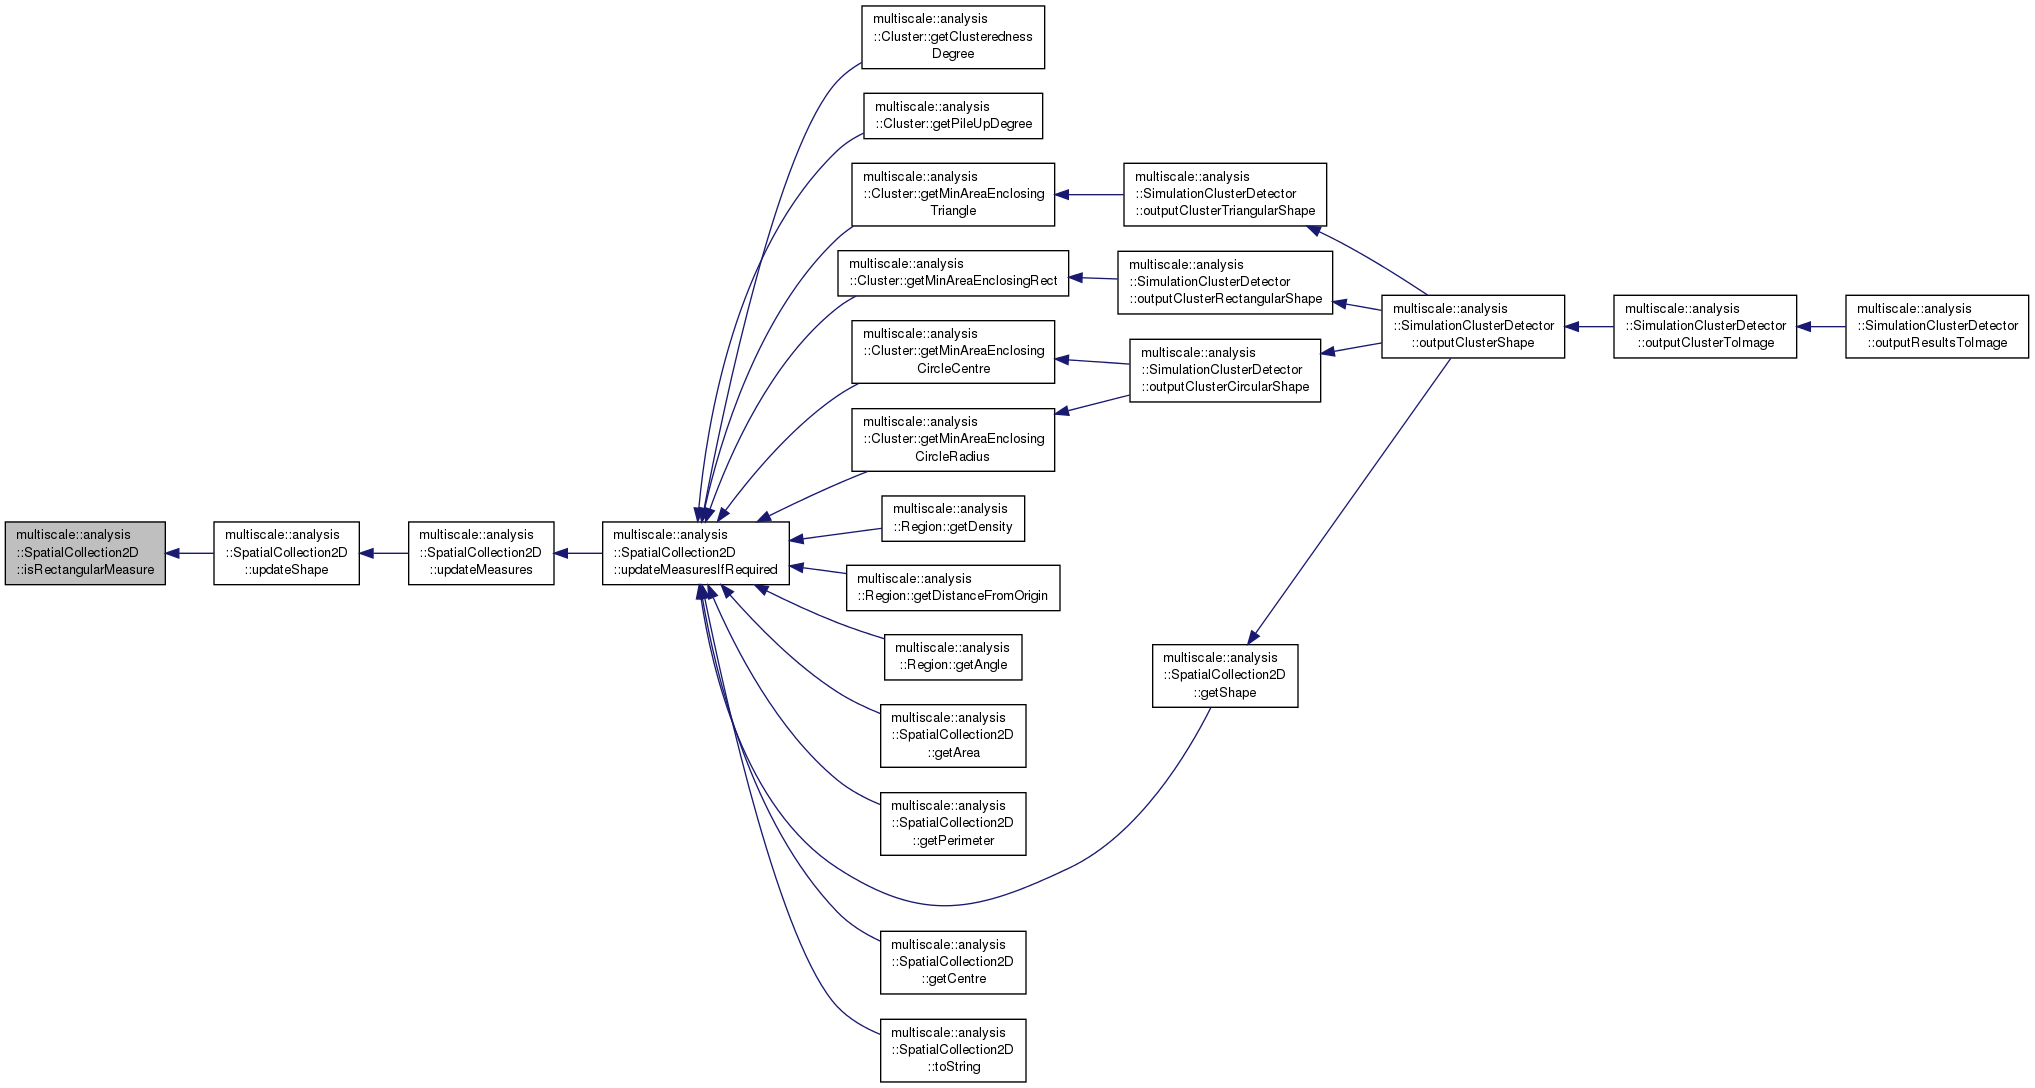 multiscale::analysis
::Cluster::getClusteredness
Degree
multiscale::analysis
::Cluster::getPileUpDegree
multiscale::analysis
::Cluster::getMinAreaEnclosing
Triangle
multiscale::analysis
::SimulationClusterDetector
::outputClusterTriangularShape
multiscale::analysis
::Cluster::getMinAreaEnclosingRect
multiscale::analysis
::SimulationClusterDetector
::outputClusterRectangularShape
multiscale::analysis
::SimulationClusterDetector
::outputClusterShape
multiscale::analysis
::SimulationClusterDetector
::outputClusterToImage
multiscale::analysis
::SimulationClusterDetector
::outputResultsToImage
multiscale::analysis
::Cluster::getMinAreaEnclosing
CircleCentre
multiscale::analysis
::SimulationClusterDetector
::outputClusterCircularShape
multiscale::analysis
::Cluster::getMinAreaEnclosing
CircleRadius
multiscale::analysis
::Region::getDensity
multiscale::analysis
::SpatialCollection2D
::isRectangularMeasure
multiscale::analysis
::SpatialCollection2D
::updateShape
multiscale::analysis
::SpatialCollection2D
::updateMeasures
multiscale::analysis
::SpatialCollection2D
::updateMeasuresIfRequired
multiscale::analysis
::Region::getDistanceFromOrigin
multiscale::analysis
::Region::getAngle
multiscale::analysis
::SpatialCollection2D
::getShape
multiscale::analysis
::SpatialCollection2D
::getArea
multiscale::analysis
::SpatialCollection2D
::getPerimeter
multiscale::analysis
::SpatialCollection2D
::getCentre
multiscale::analysis
::SpatialCollection2D
::toString